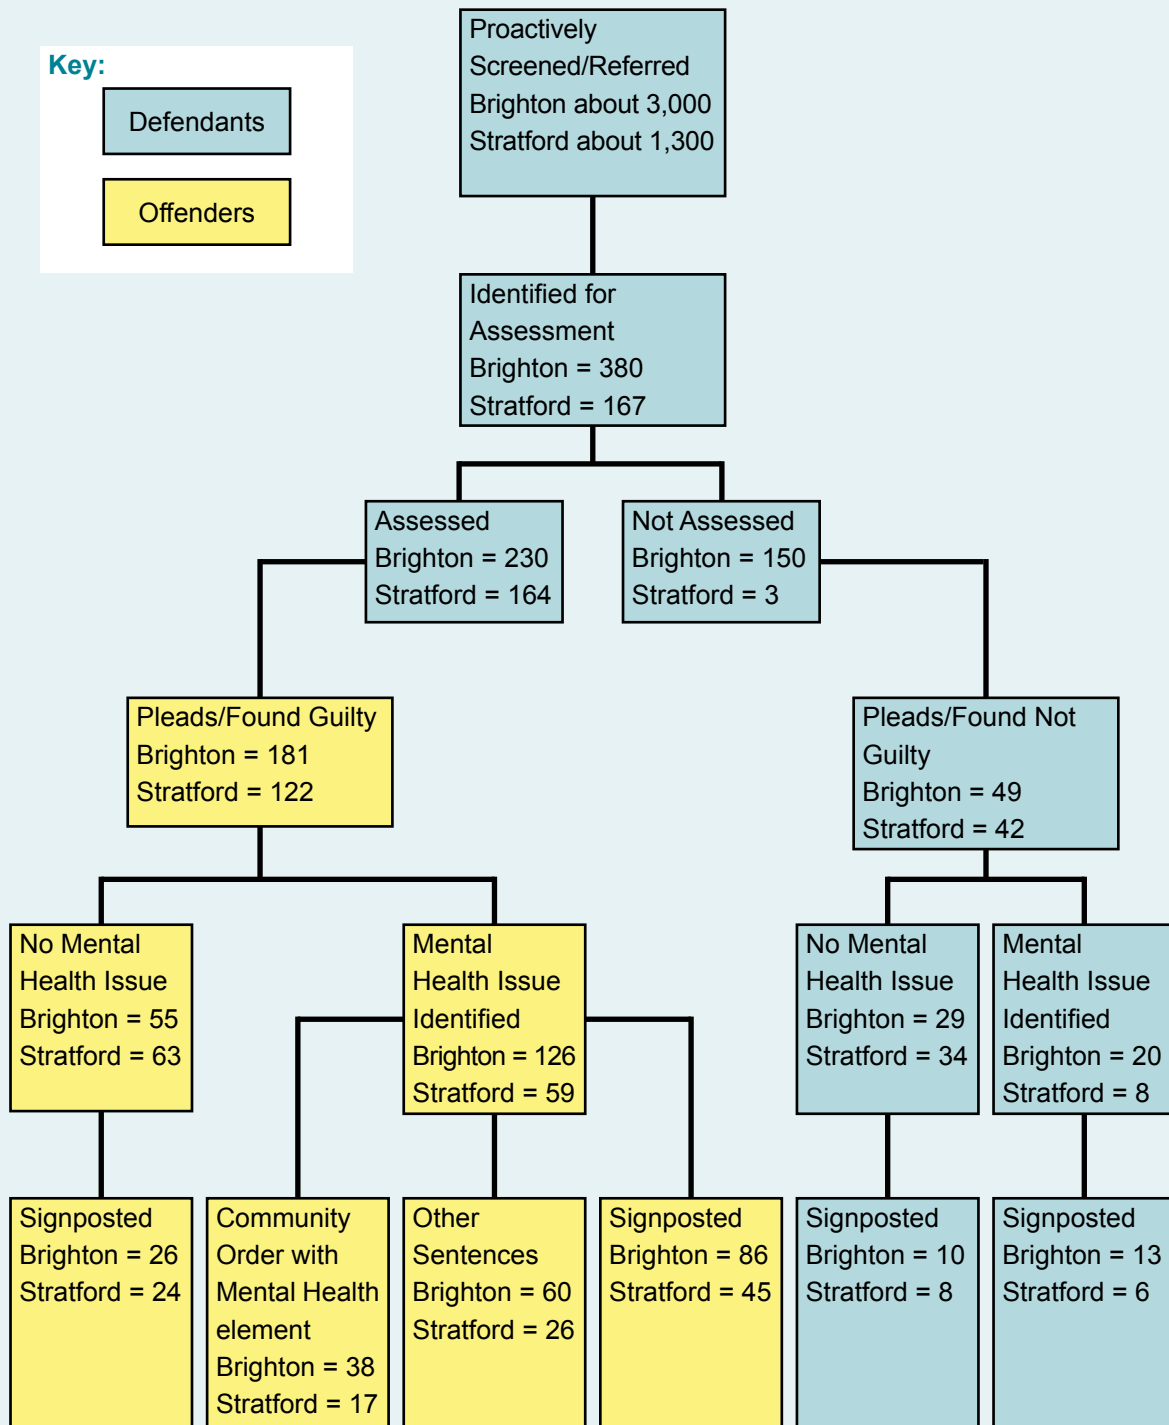 Key:
Defendants
Offenders
Proactively
Screened/Referred
Brighton about 3,000
Stratford about 1,300
Identified for
Assessment
Brighton = 380
Stratford = 167
Assessed
Brighton = 230
Stratford = 164
Not Assessed
Brighton = 150
Stratford = 3
Pleads/Found Guilty
Brighton = 181
Stratford = 122
Pleads/Found Not
Guilty
Brighton = 49
Stratford = 42
No Mental
Health Issue
Brighton = 55
Stratford = 63
Mental
Health Issue
Identified
Brighton = 126
Stratford = 59
No Mental
Health Issue
Brighton = 29
Stratford = 34
Mental
Health Issue
Identified
Brighton = 20
Stratford = 8
Signposted
Brighton = 26
Stratford = 24
Community
Order with
Mental Health
element
Brighton = 38
Stratford = 17
Other
Sentences
Brighton = 60
Stratford = 26
Signposted
Brighton = 86
Stratford = 45
Signposted
Brighton = 10
Stratford = 8
Signposted
Brighton = 13
Stratford = 6